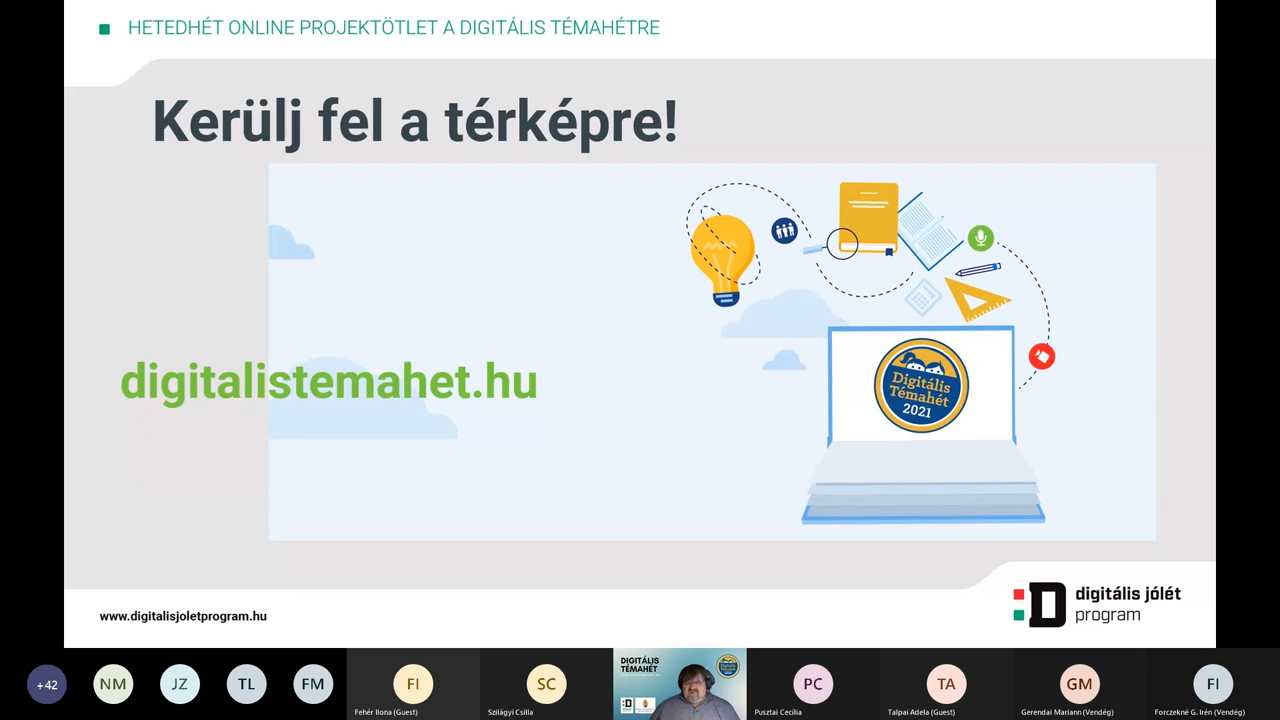 HETEDHÉT ONLINE PROJEKTÖTLET A DIGITÁLIS TÉMAHÉTRE
Kerülj fel a térképre!
digitalistemahet.hu
Digitális
Témahét
2021
www.digitalisjoletprogram.hu
digitális jólét
program
+42
NM
JZ
TL
FM
FI
Fehér Ilona (Guest)
SC
Szilágyi Csilla
DIGITÁLIS
TÉMAHÉT
PC
Pusztai Cecília
TA
Talpai Adela (Guest)
GM
Gerendai Mariann (Vendég)
FI
Forczekné G. Irén (Vendég)